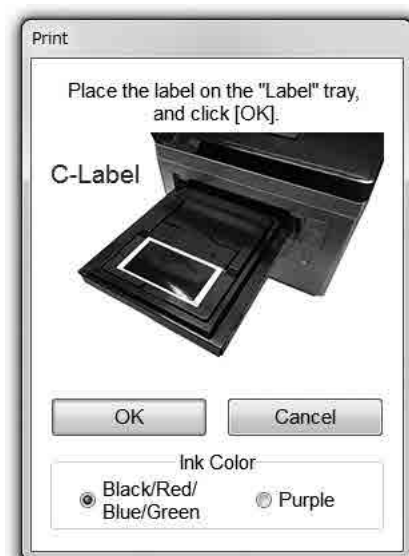 Print
Place the label on the "Label" tray,
and click [OK].
C-Label
OK
Cancel
Ink Color
Black/Red/
Blue/Green
Purple